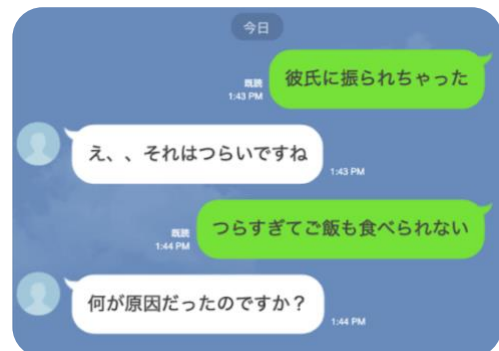 今日
彼氏に振られちゃった
既読
1:43 PM
え、、それはつらいですね
1:43 PM
つらすぎてご飯も食べられない
既読
1:44 PM
何が原因だったのですか？
1:44 PM